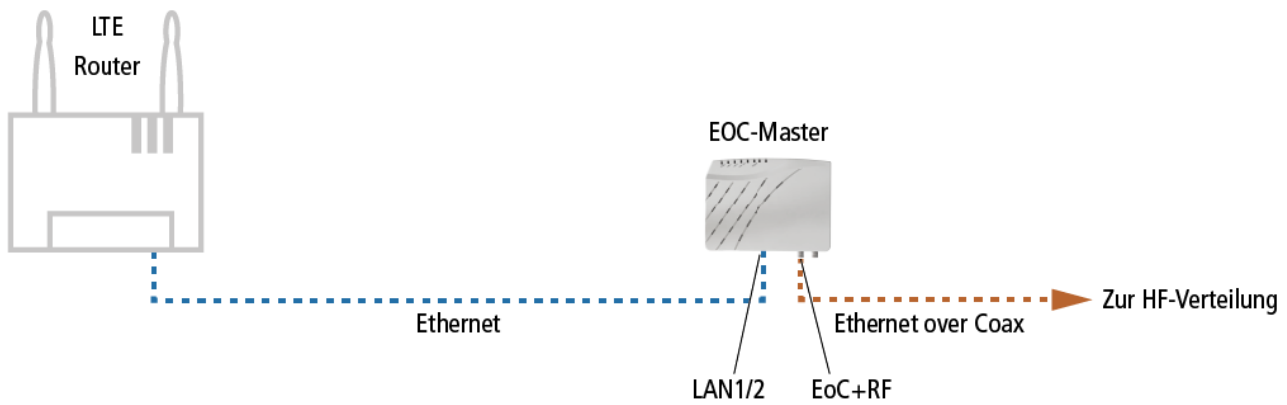 LTE
Router
EOC-Master
Zur HF-Verteilung
Ethernet
Ethernet over Coax
LAN1/2
EoC+RF